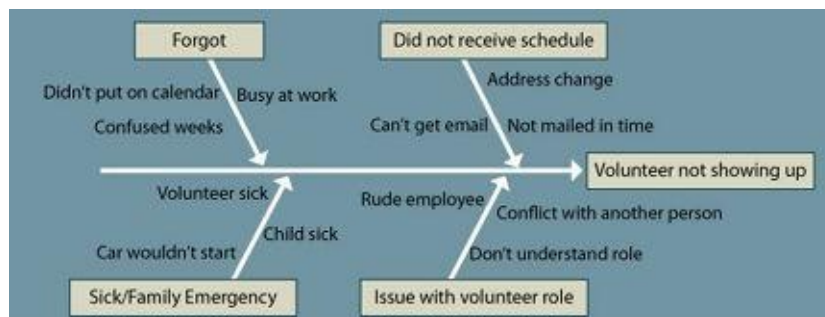 Forgot
Did not receive schedule
Didn't put on calendar
Busy at work
Confused weeks
Address change
Can't get email
Not mailed in time
Volunteer not showing up
Volunteer sick
Child sick
Car wouldn't start
Rude employee
Conflict with another person
Don't understand role
Sick/Family Emergency
Issue with volunteer role